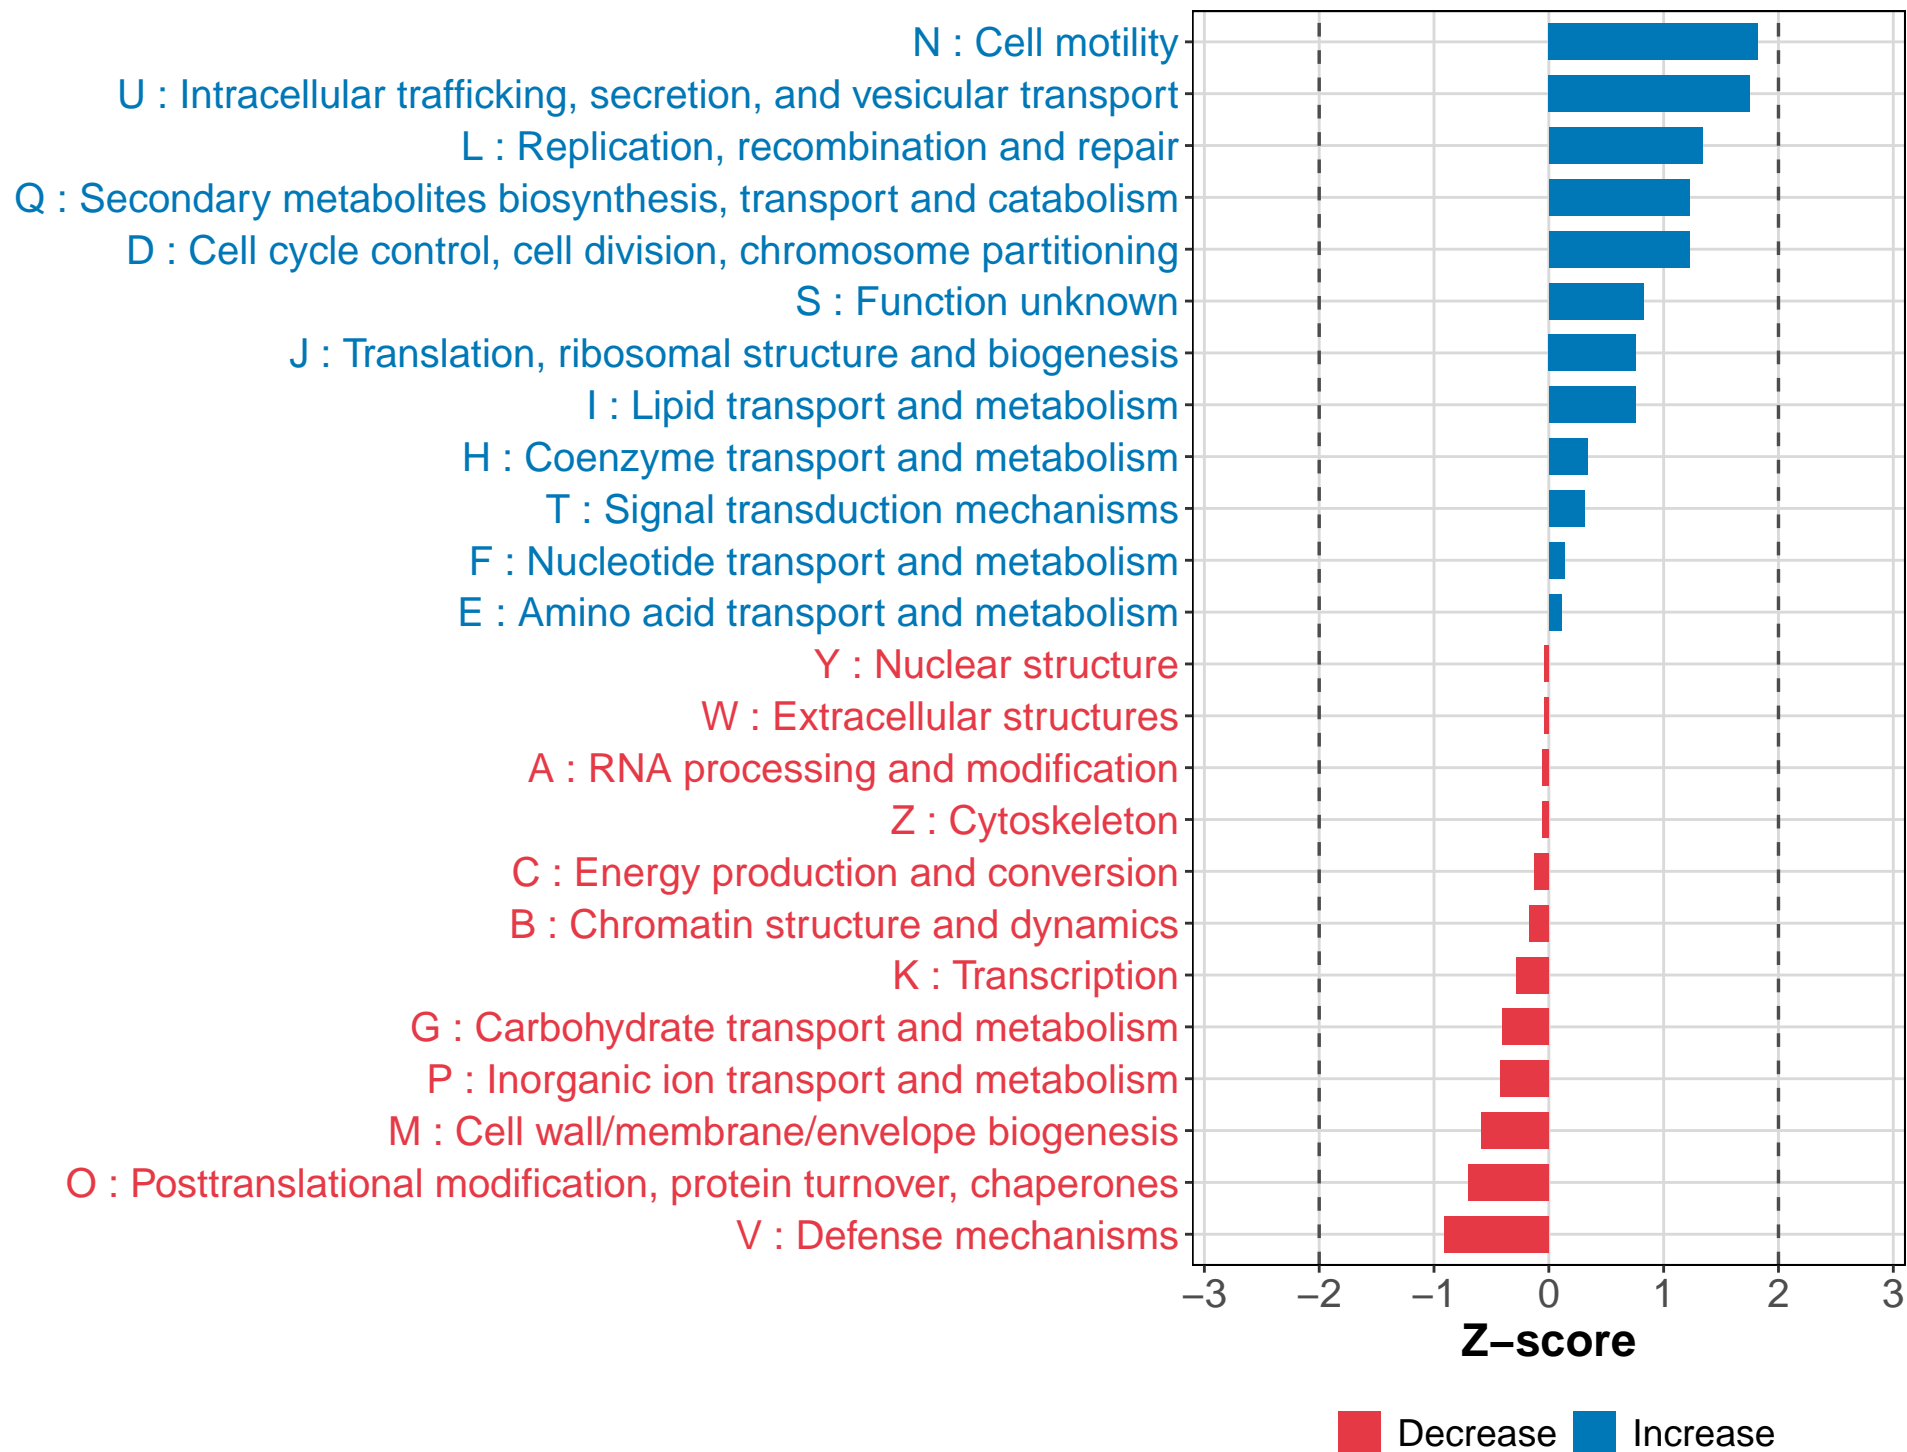 N : Cell motility
U : Intracellular trafficking, secretion, and vesicular transport
L : Replication, recombination and repair
Q : Secondary metabolites biosynthesis, transport and catabolism
D : Cell cycle control, cell division, chromosome partitioning
S : Function unknown
J : Translation, ribosomal structure and biogenesis
I : Lipid transport and metabolism
H : Coenzyme transport and metabolism
T : Signal transduction mechanisms
F : Nucleotide transport and metabolism
E : Amino acid transport and metabolism
Y : Nuclear structure
W : Extracellular structures
A : RNA processing and modification
Z : Cytoskeleton
C : Energy production and conversion
B : Chromatin structure and dynamics
K : Transcription
G : Carbohydrate transport and metabolism
P : Inorganic ion transport and metabolism
M : Cell wall/membrane/envelope biogenesis
O : Posttranslational modification, protein turnover, chaperones
V : Defense mechanisms
−3 −2 −1 0 1 2 3
Z−score
Decrease Increase